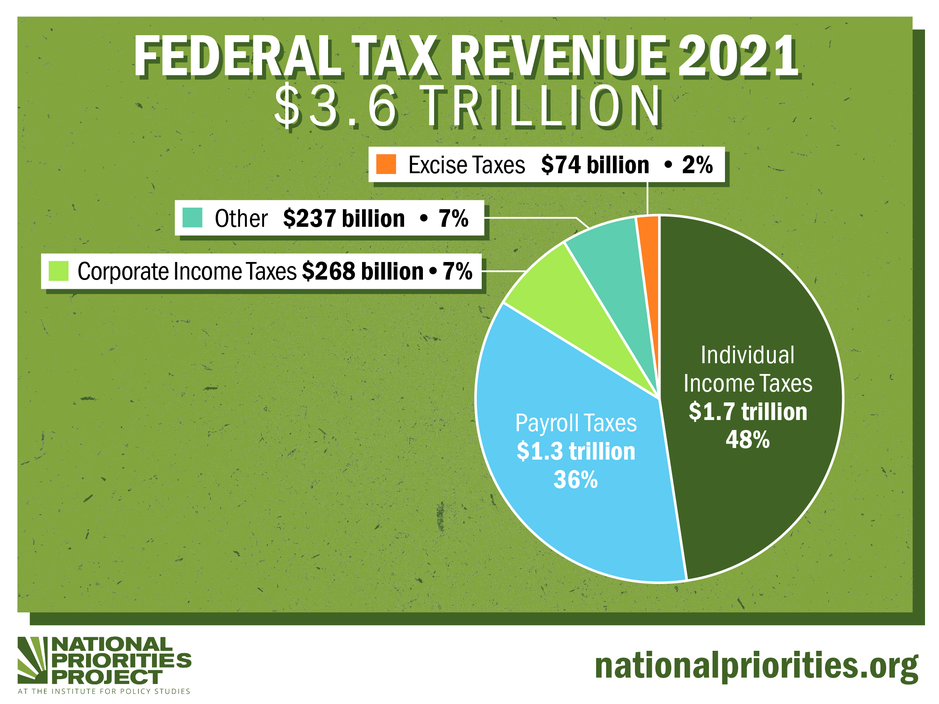 FEDERAL TAX REVENUE 2021
$3.6 TRILLION
Excise Taxes $74 billion • 2%
Other $237 billion • 7%
Corporate Income Taxes $268 billion • 7%
Individual
Income Taxes
$1.7 trillion
48%
Payroll Taxes
$1.3 trillion
36%
NATIONAL
PRIORITIES
PROJECT
AT THE INSTITUTE FOR POLICY STUDIES
nationalpriorities.org